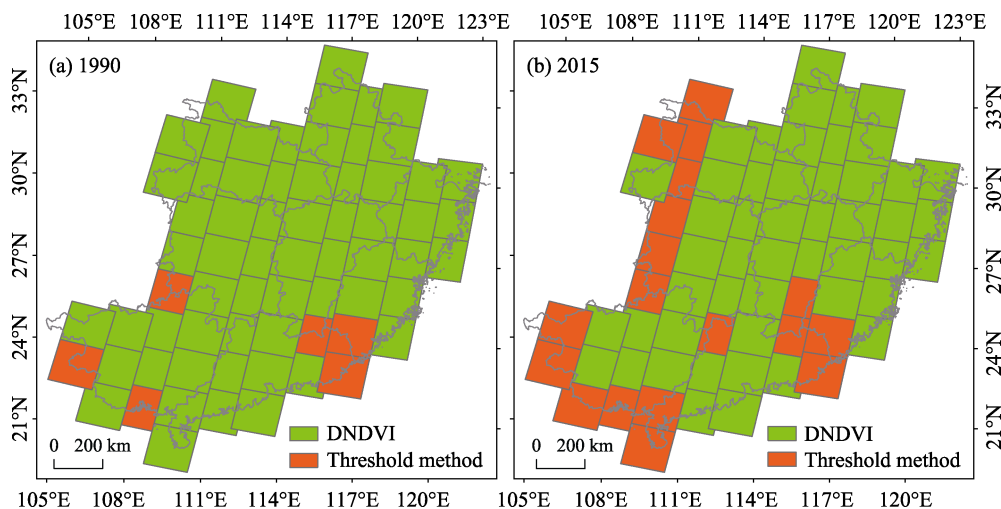 105°E 108°E 111°E 114°E 117°E 120°E 123°E 105°E 108°E 111°E 114°E 117°E 120°E 123°E
(a) 1990
(b) 2015
33°N
30°N
27°N
24°N
21°N
33°N
30°N
27°N
24°N
21°N
0 200 km
DNDVI
Threshold method
0 200 km
DNDVI
Threshold method
105°E 108°E 111°E 114°E 117°E 120°E 105°E 108°E 111°E 114°E 117°E 120°E